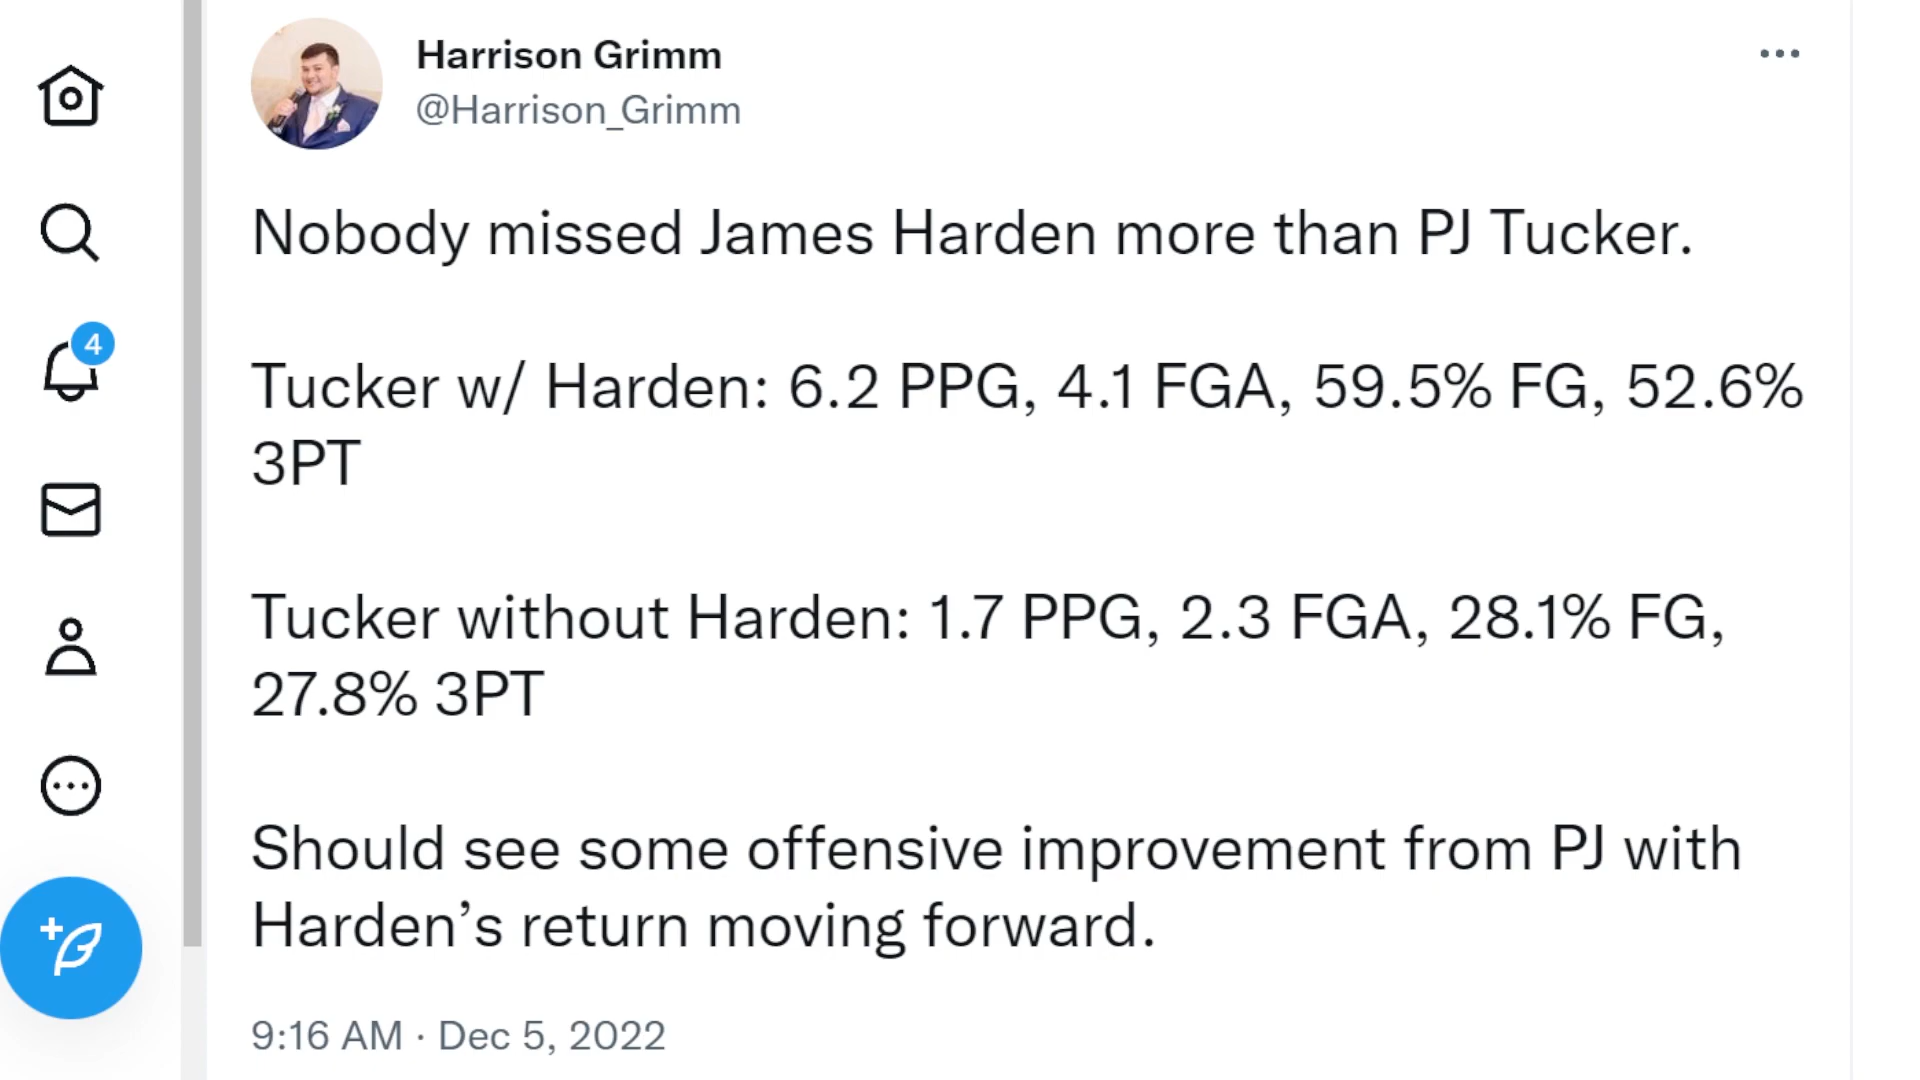 Harrison Grimm
@Harrison_Grimm
Nobody missed James Harden more than PJ Tucker.
Tucker w/ Harden: 6.2 PPG, 4.1 FGA, 59.5% FG, 52.6%
3PT
4
Tucker without Harden: 1.7 PPG, 2.3 FGA, 28.1% FG,
27.8% 3PT
Should see some offensive improvement from PJ with
Harden’s return moving forward.
9:16 AM · Dec 5, 2022